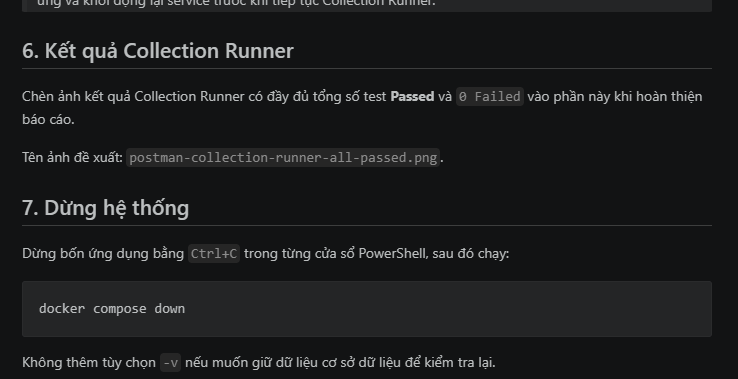 ứng và khởi động lại service trước khi tiếp tục Collection Runner.
6. Kết quả Collection Runner
Chèn ảnh kết quả Collection Runner có đầy đủ tổng số test Passed và 0 Failed vào phần này khi hoàn thiện
báo cáo.
Tên ảnh đề xuất: postman-collection-runner-all-passed.png.
7. Dừng hệ thống
Dừng bốn ứng dụng bằng Ctrl+C trong từng cửa sổ PowerShell, sau đó chạy:
docker compose down
Không thêm tùy chọn -v nếu muốn giữ dữ liệu cơ sở dữ liệu để kiểm tra lại.